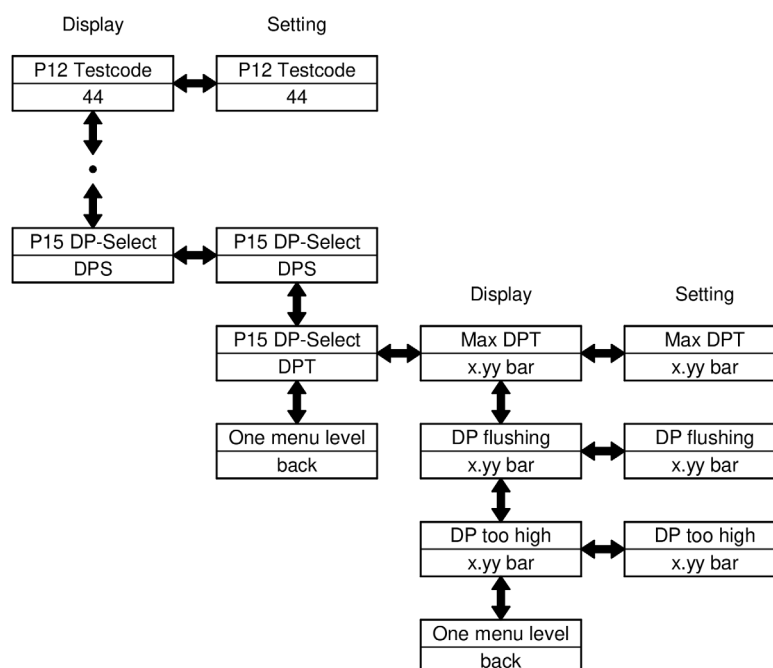 Display
Setting
P12 Testcode
P12 Testcode
44
44
P15 DP-Select
P15 DP-Select
DPS
DPS
Display
Setting
P15 DP-Select
Max DPT
Max DPT
DPT
x.yy bar
x.yy bar
One menu level
DP flushing
DP flushing
back
x.yy bar
x.yy bar
DP too high
DP too high
x.yy bar
x.yy bar
One menu level
back